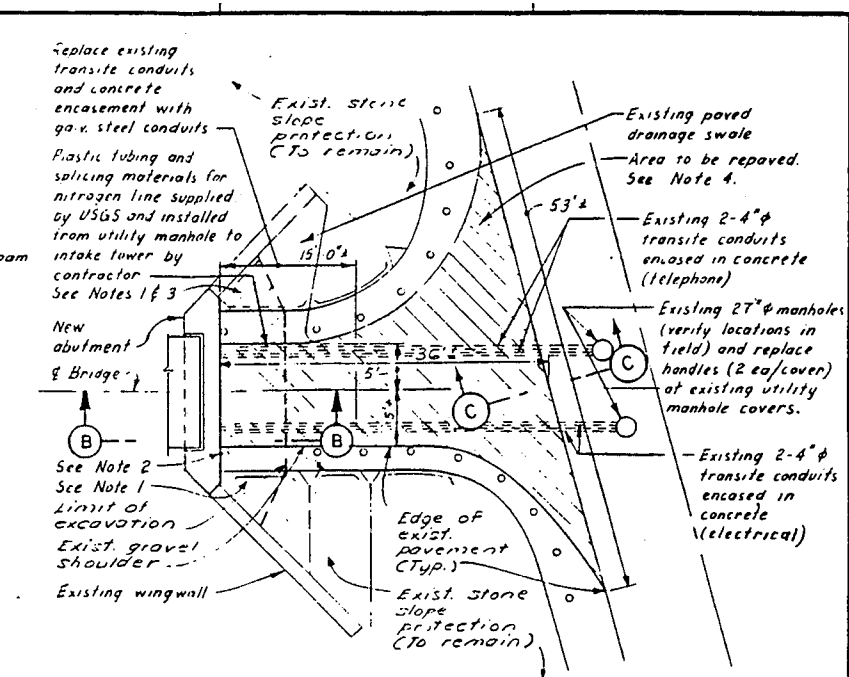 Replace existing
transite conduits
and concrete
encasement with
galv. steel conduits
Plastic tubing and
splicing materials for
nitrogen line supplied
by USGS and installed
from utility manhole to
intake tower by
contractor
See Notes 1 & 3
New
abutment
℄ Bridge
B
See Note 2
See Note 1
Limit of
excavation
Exist. gravel
shoulder
Existing wingwall
Exist. stone
slope
protection
(To remain)
15'-0"±
36'±
5'
5'±
B
C
Edge of
exist.
pavement
(Typ.)
Exist. stone
slope
protection
(To remain)
53'±
Existing paved
drainage swale
Area to be repaved.
See Note 4.
Existing 2-4"φ
transite conduits
encased in concrete
(telephone)
Existing 27"φ manholes
(verify locations in
field) and replace
handles (2 ea/cover)
at existing utility
manhole covers.
C
Existing 2-4"φ
transite conduits
encased in
concrete
(electrical)